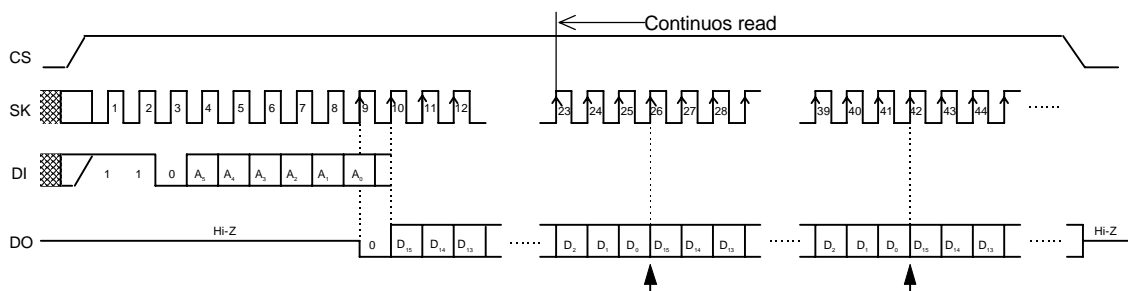 Continuos read
CS
SK 1 2 3 4 5 6 7 8 9 10 11 12 23 24 25 26 27 28 39 40 41 42 43 44
DI 1 1 0 A5 A4 A3 A2 A1 A0
Hi-Z Hi-Z
DO 0 D15 D14 D13 D2 D1 D0 D15 D14 D13 D2 D1 D0 D15 D14 D13